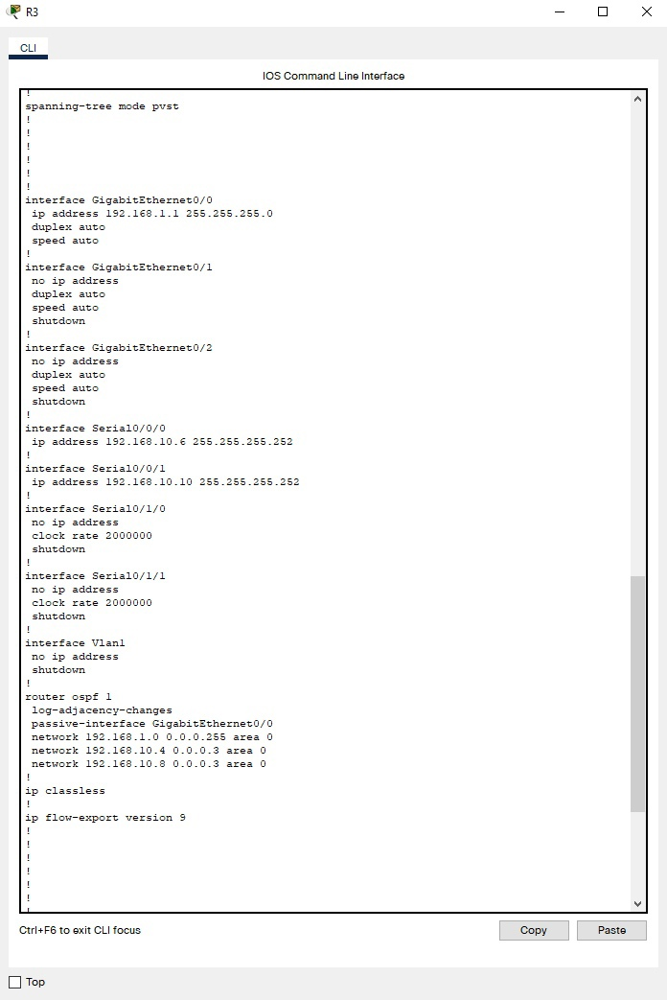 R3
CLI
IOS Command Line Interface
!
spanning-tree mode pvst
!
!
!
!
!
!
interface GigabitEthernet0/0
 ip address 192.168.1.1 255.255.255.0
 duplex auto
 speed auto
!
interface GigabitEthernet0/1
 no ip address
 duplex auto
 speed auto
 shutdown
!
interface GigabitEthernet0/2
 no ip address
 duplex auto
 speed auto
 shutdown
!
interface Serial0/0/0
 ip address 192.168.10.6 255.255.255.252
!
interface Serial0/0/1
 ip address 192.168.10.10 255.255.255.252
!
interface Serial0/1/0
 no ip address
 clock rate 2000000
 shutdown
!
interface Serial0/1/1
 no ip address
 clock rate 2000000
 shutdown
!
interface Vlan1
 no ip address
 shutdown
!
router ospf 1
 log-adjacency-changes
 passive-interface GigabitEthernet0/0
 network 192.168.1.0 0.0.0.255 area 0
 network 192.168.10.4 0.0.0.3 area 0
 network 192.168.10.8 0.0.0.3 area 0
!
ip classless
!
ip flow-export version 9
!
!
!
!
!
!
!
Ctrl+F6 to exit CLI focus
Copy
Paste
Top